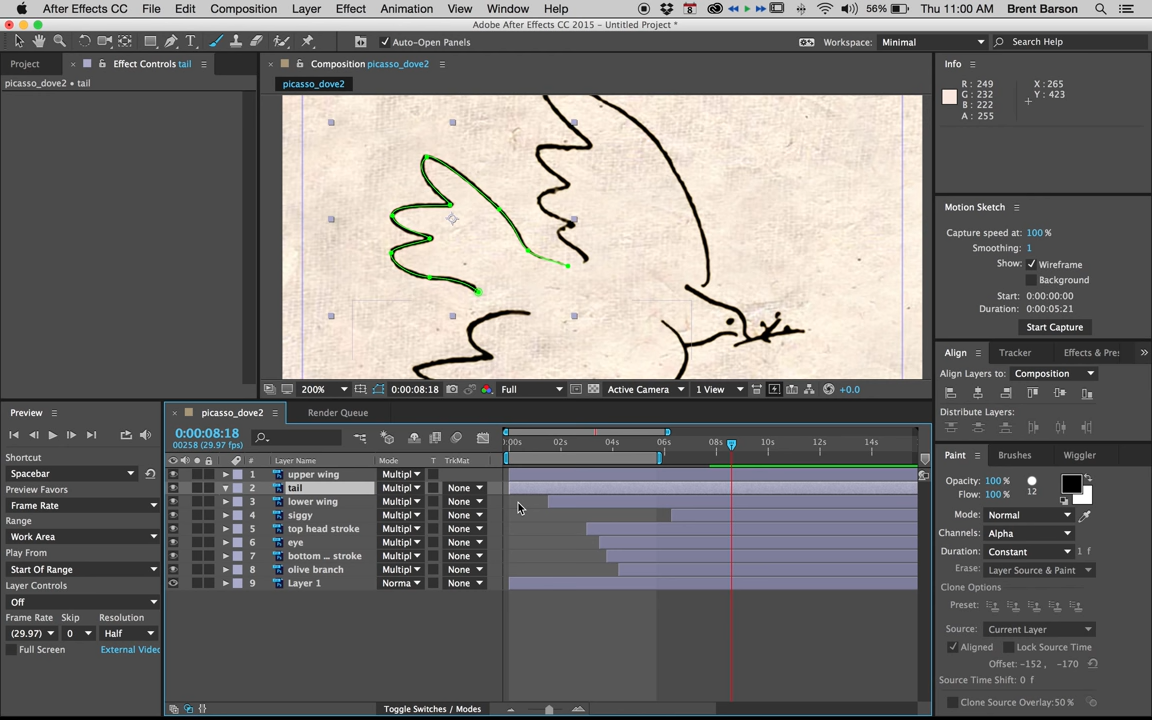 After Effects CC File Edit Composition Layer Effect Animation View Window Help 56% Thu 11:00 AM Brent Barson
Adobe After Effects CC 2015 - Untitled Project *
Auto-Open Panels Workspace: Minimal Search Help
Project × Effect Controls tail Composition picasso_dove2 Info
picasso_dove2 • tail
picasso_dove2
R : 249 X : 265
G : 232 Y : 423
B : 222
A : 255
Motion Sketch
Capture speed at: 100 %
Smoothing: 1
Show: Wireframe
Background
Start: 0:00:00:00
Duration: 0:00:05:21
Start Capture
Align Tracker Effects & Pre:
Align Layers to: Composition
Distribute Layers:
200% 0:00:08:18 Full Active Camera 1 View +0.0
Preview × picasso_dove2 Render Queue
0:00:08:18
00258 (29.97 fps)
:00s 02s 04s 06s 08s 10s 12s 14s
Shortcut
Spacebar
Preview Favors
Frame Rate
Range
Work Area
Play From
Start Of Range
Layer Controls
Off
Frame Rate Skip Resolution
(29.97) 0 Half
Full Screen External Video
# Layer Name Mode T TrkMat
1 upper wing Multipl
2 tail Multipl None
3 lower wing Multipl None
4 siggy Multipl None
5 top head stroke Multipl None
6 eye Multipl None
7 bottom ... stroke Multipl None
8 olive branch Multipl None
9 Layer 1 Norma None
Toggle Switches / Modes
Paint Brushes Wiggler
Opacity: 100 %
Flow: 100 % 12
Mode: Normal
Channels: Alpha
Duration: Constant 1 f
Erase: Layer Source & Paint
Clone Options
Preset:
Source: Current Layer
Aligned Lock Source Time
Offset: -152 , -170
Source Time Shift: 0 f
Clone Source Overlay: 50 %